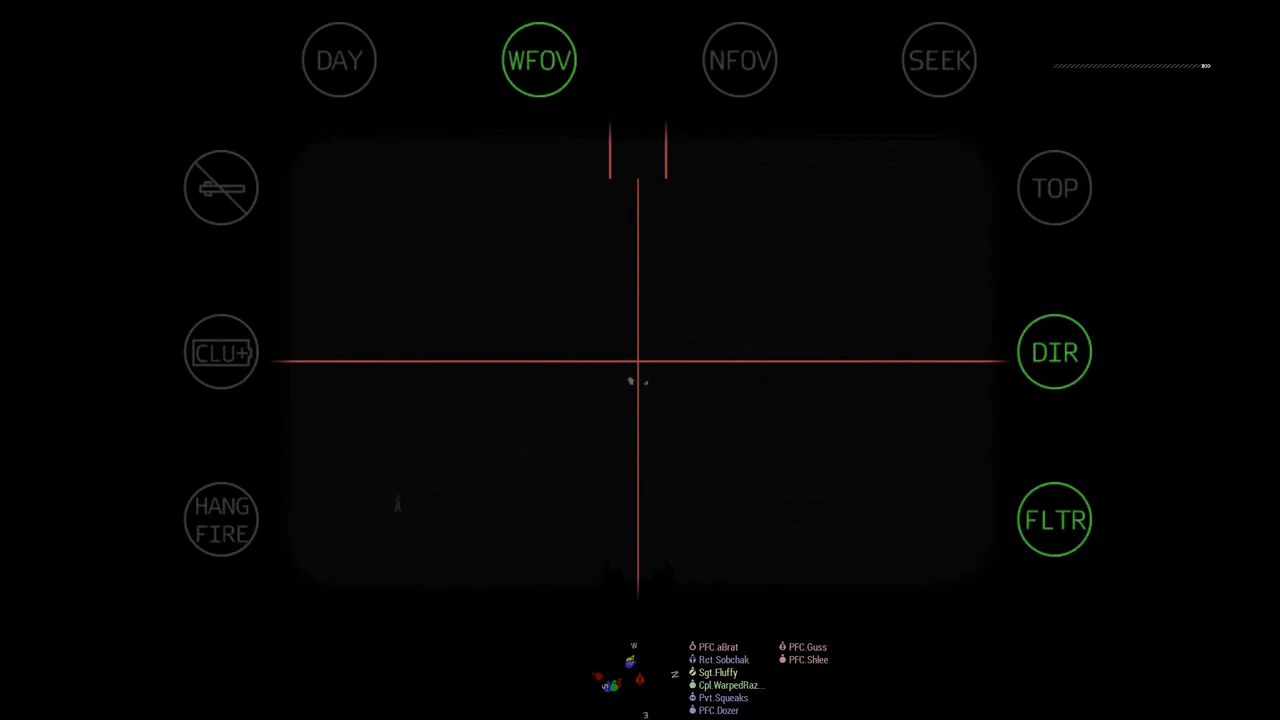 DAY
WFOV
NFOV
SEEK
TOP
CLU+
DIR
HANG
FIRE
FLTR
W
N
S
E
PFC.aBrat
PFC.Guss
Rct.Sobchak
PFC.Shlee
Sgt.Fluffy
Cpl.WarpedRaz...
Pvt.Squeaks
PFC.Dozer